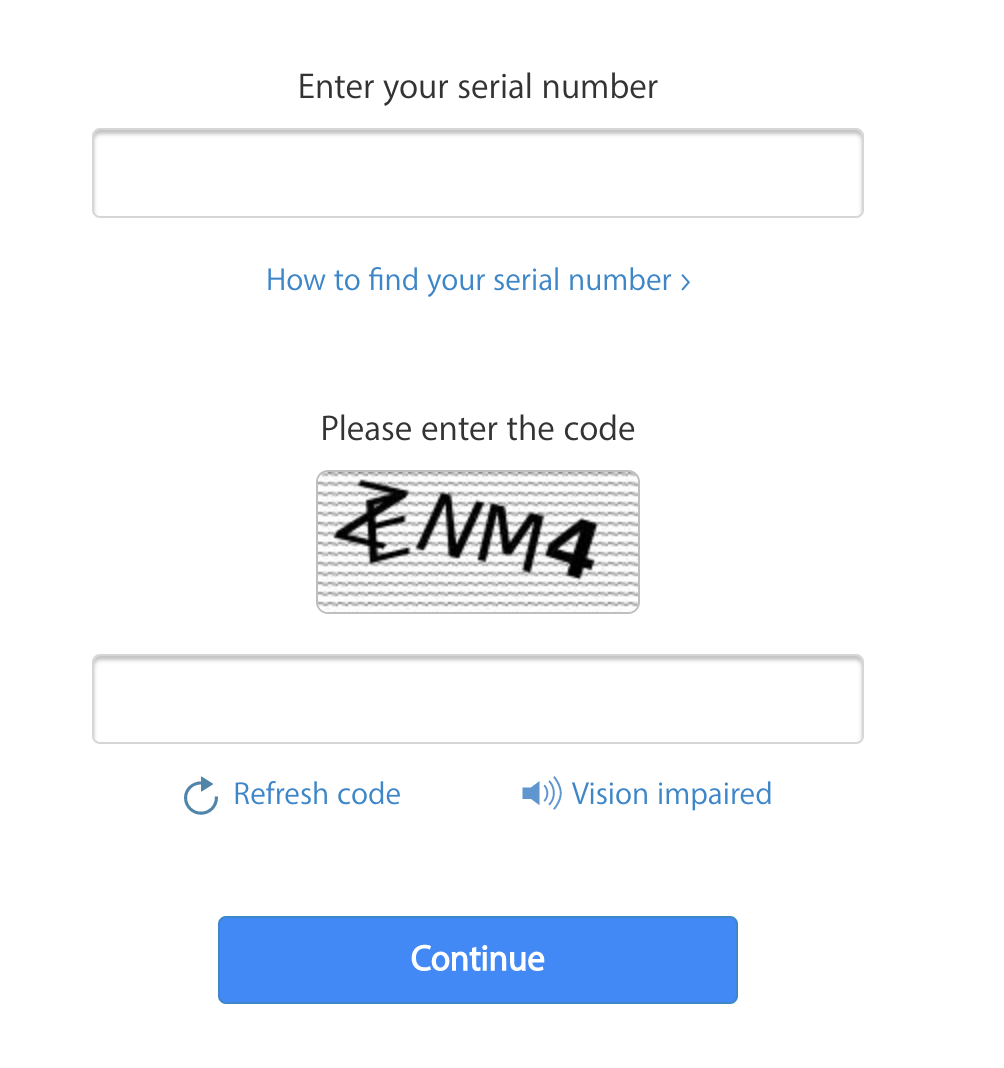 Enter your serial number
How to find your serial number ›
Please enter the code
Refresh code
Vision impaired
Continue